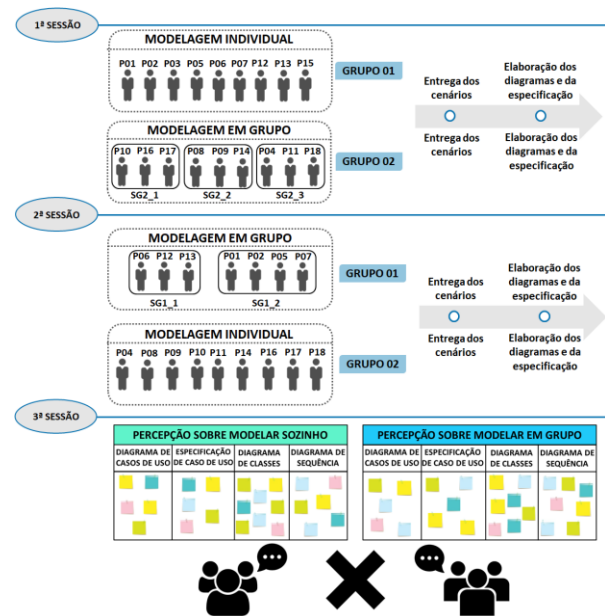 1ª SESSÃO
MODELAGEM INDIVIDUAL
P01 P02 P03 P05 P06 P07 P12 P13 P15
GRUPO 01
MODELAGEM EM GRUPO
P10 P16 P17 P08 P09 P14 P04 P11 P18
SG2_1 SG2_2 SG2_3
GRUPO 02
Entrega dos
cenários
Elaboração dos
diagramas e da
especificação
Entrega dos
cenários
Elaboração dos
diagramas e da
especificação
2ª SESSÃO
MODELAGEM EM GRUPO
P06 P12 P13 P01 P02 P05 P07
SG1_1 SG1_2
GRUPO 01
MODELAGEM INDIVIDUAL
P04 P08 P09 P10 P11 P14 P16 P17 P18
GRUPO 02
Entrega dos
cenários
Elaboração dos
diagramas e da
especificação
Entrega dos
cenários
Elaboração dos
diagramas e da
especificação
3ª SESSÃO
PERCEPÇÃO SOBRE MODELAR SOZINHO
DIAGRAMA DE
CASOS DE USO
ESPECIFICAÇÃO
DE CASO DE USO
DIAGRAMA
DE CLASSES
DIAGRAMA DE
SEQUÊNCIA
PERCEPÇÃO SOBRE MODELAR EM GRUPO
DIAGRAMA DE
CASOS DE USO
ESPECIFICAÇÃO
DE CASO DE USO
DIAGRAMA
DE CLASSES
DIAGRAMA DE
SEQUÊNCIA